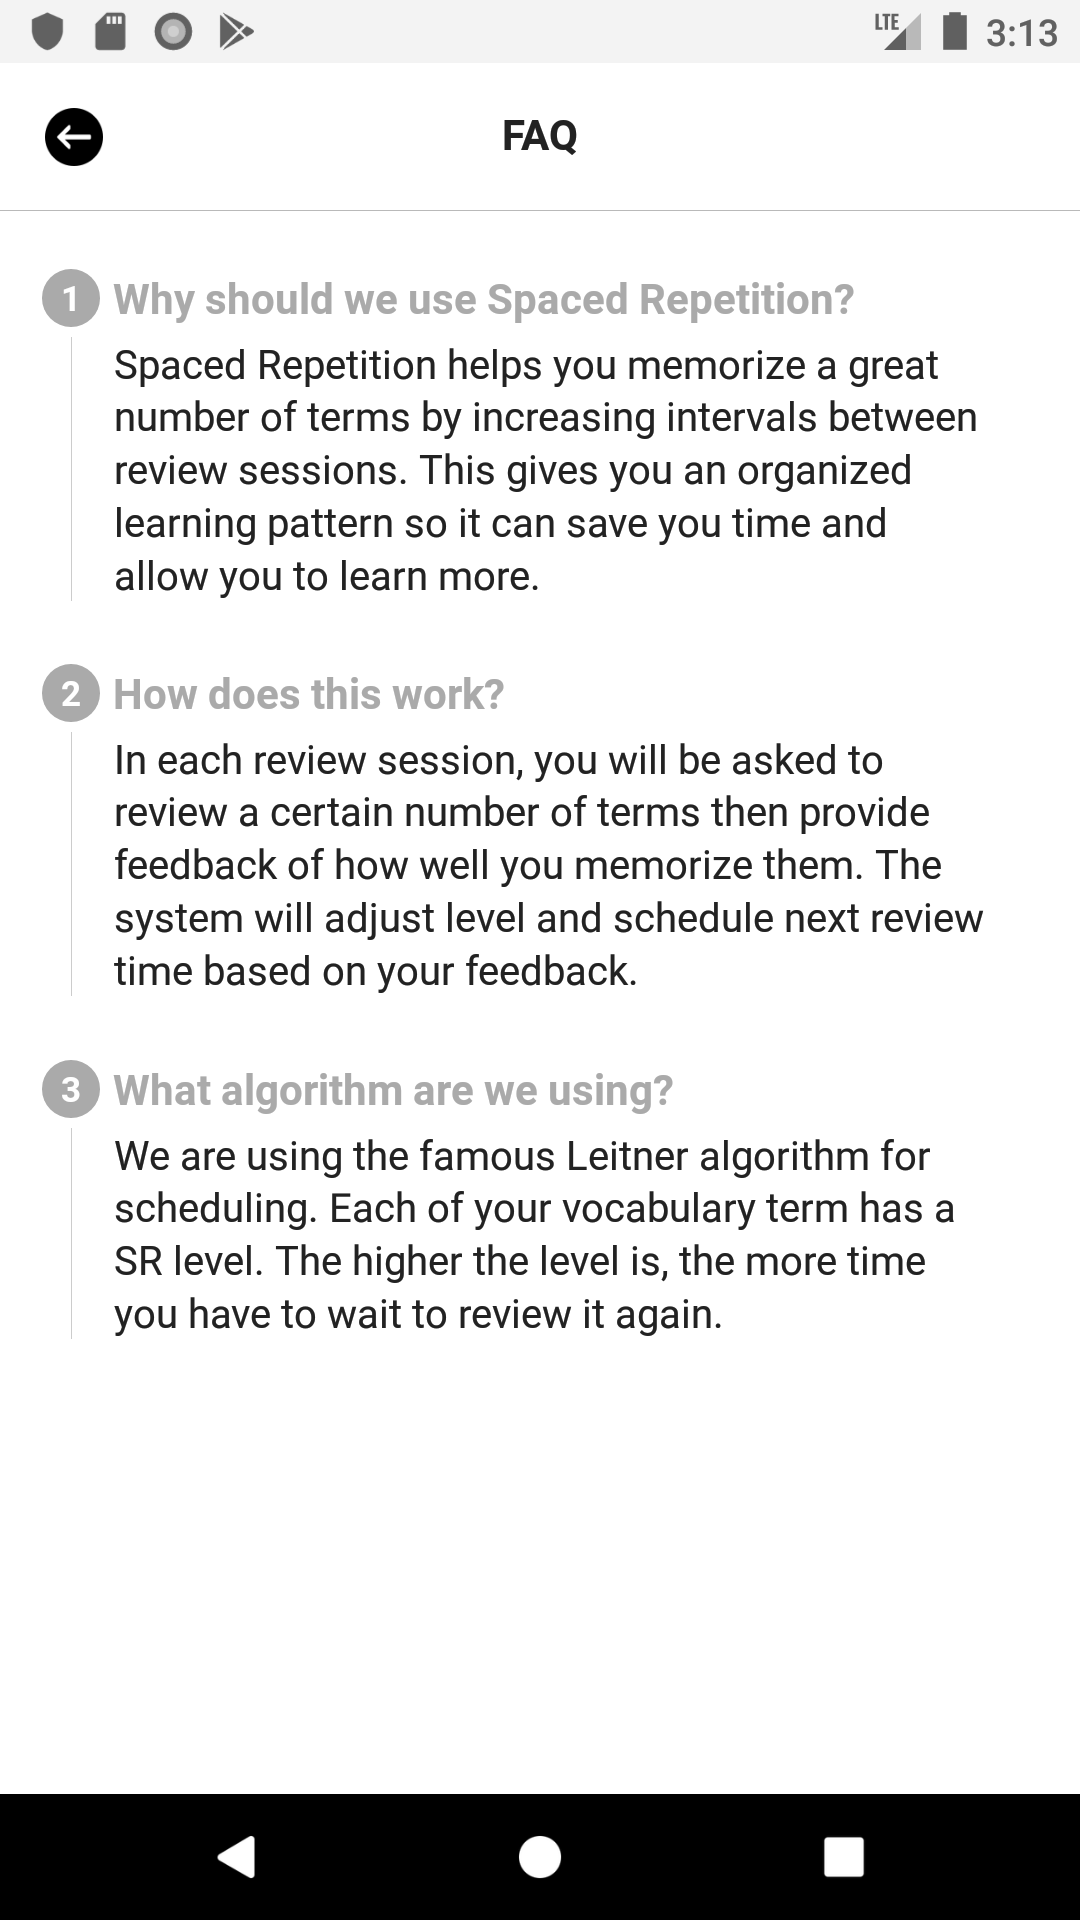 LTE 3:13
FAQ
1 Why should we use Spaced Repetition?
Spaced Repetition helps you memorize a great
number of terms by increasing intervals between
review sessions. This gives you an organized
learning pattern so it can save you time and
allow you to learn more.
2 How does this work?
In each review session, you will be asked to
review a certain number of terms then provide
feedback of how well you memorize them. The
system will adjust level and schedule next review
time based on your feedback.
3 What algorithm are we using?
We are using the famous Leitner algorithm for
scheduling. Each of your vocabulary term has a
SR level. The higher the level is, the more time
you have to wait to review it again.